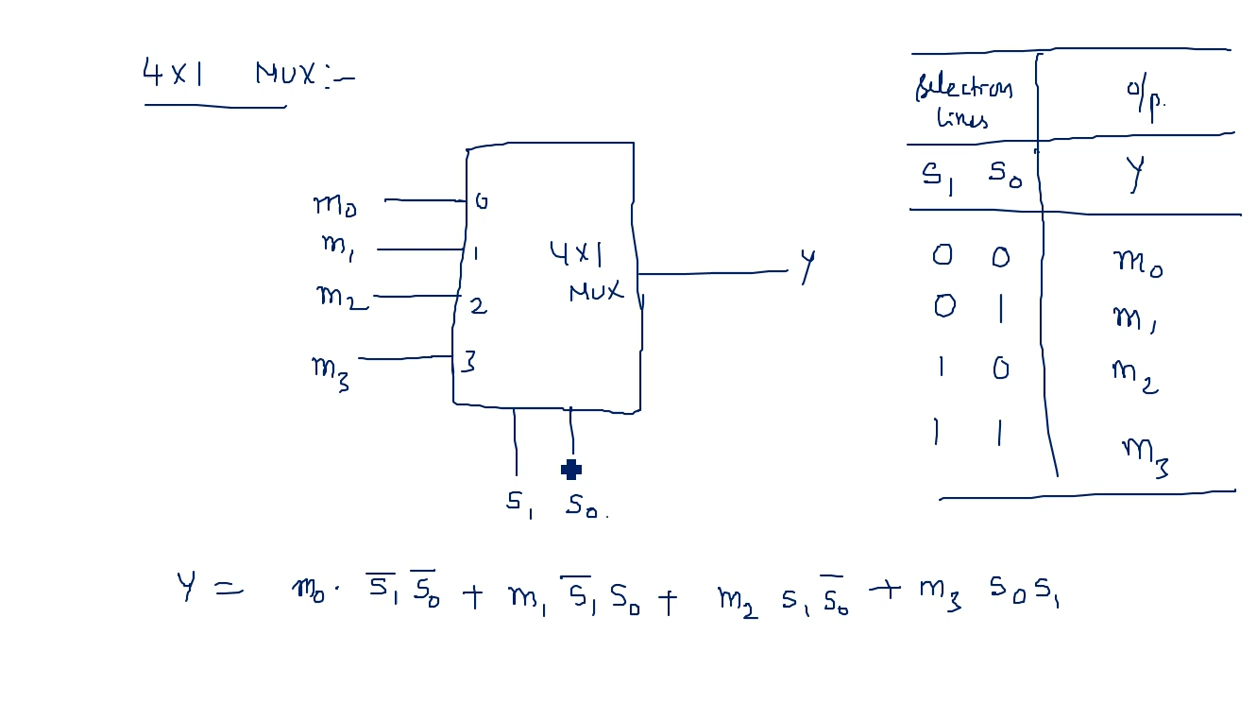 4x1 MUX:-
m0 0
m1 1
m2 2
m3 3
4x1
MUX
Y
S1 S0.
Selection
lines
o/p.
S1 S0 Y
0 0 m0
0 1 m1
1 0 m2
1 1 m3
Y = m0. S̅1 S̅0 + m1 S̅1 S0 + m2 S1 S̅0 + m3 S0 S1